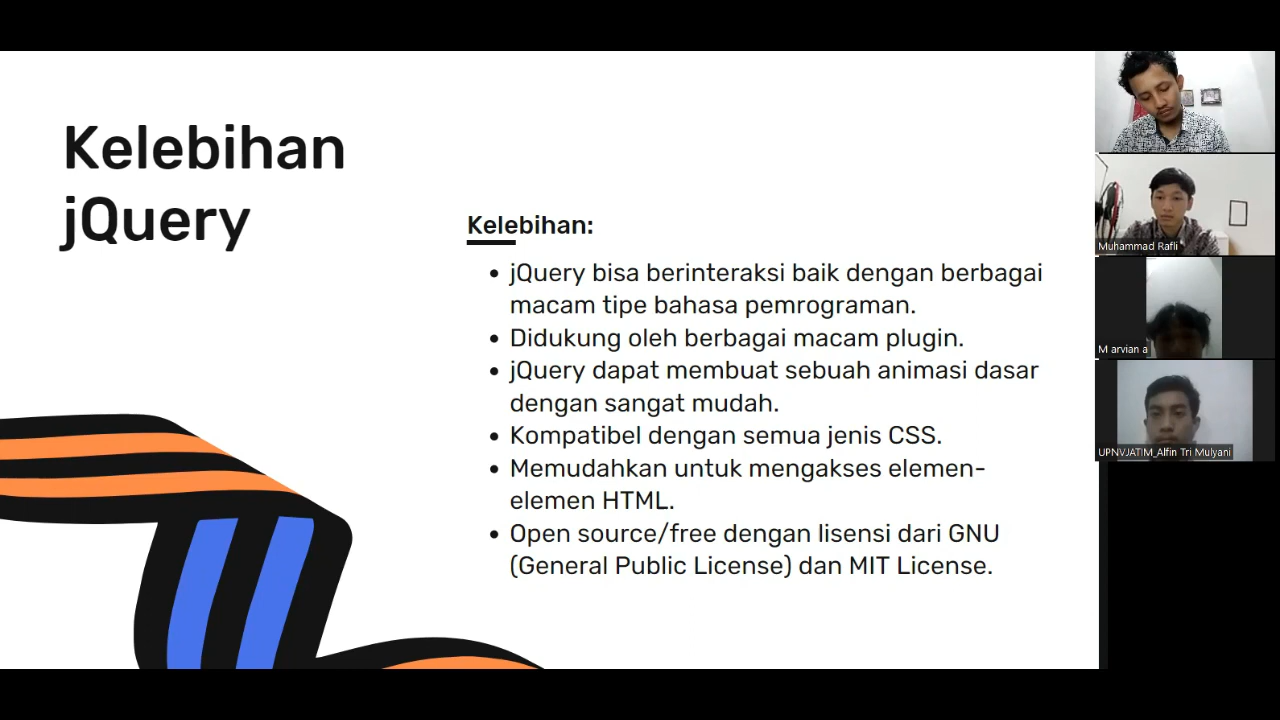 Kelebihan
jQuery
Kelebihan:
• jQuery bisa berinteraksi baik dengan berbagai
macam tipe bahasa pemrograman.
• Didukung oleh berbagai macam plugin.
• jQuery dapat membuat sebuah animasi dasar
dengan sangat mudah.
• Kompatibel dengan semua jenis CSS.
• Memudahkan untuk mengakses elemen-
elemen HTML.
• Open source/free dengan lisensi dari GNU
(General Public License) dan MIT License.
Muhammad Rafli
M arvian a
UPNVJATIM_Alfin Tri Mulyani